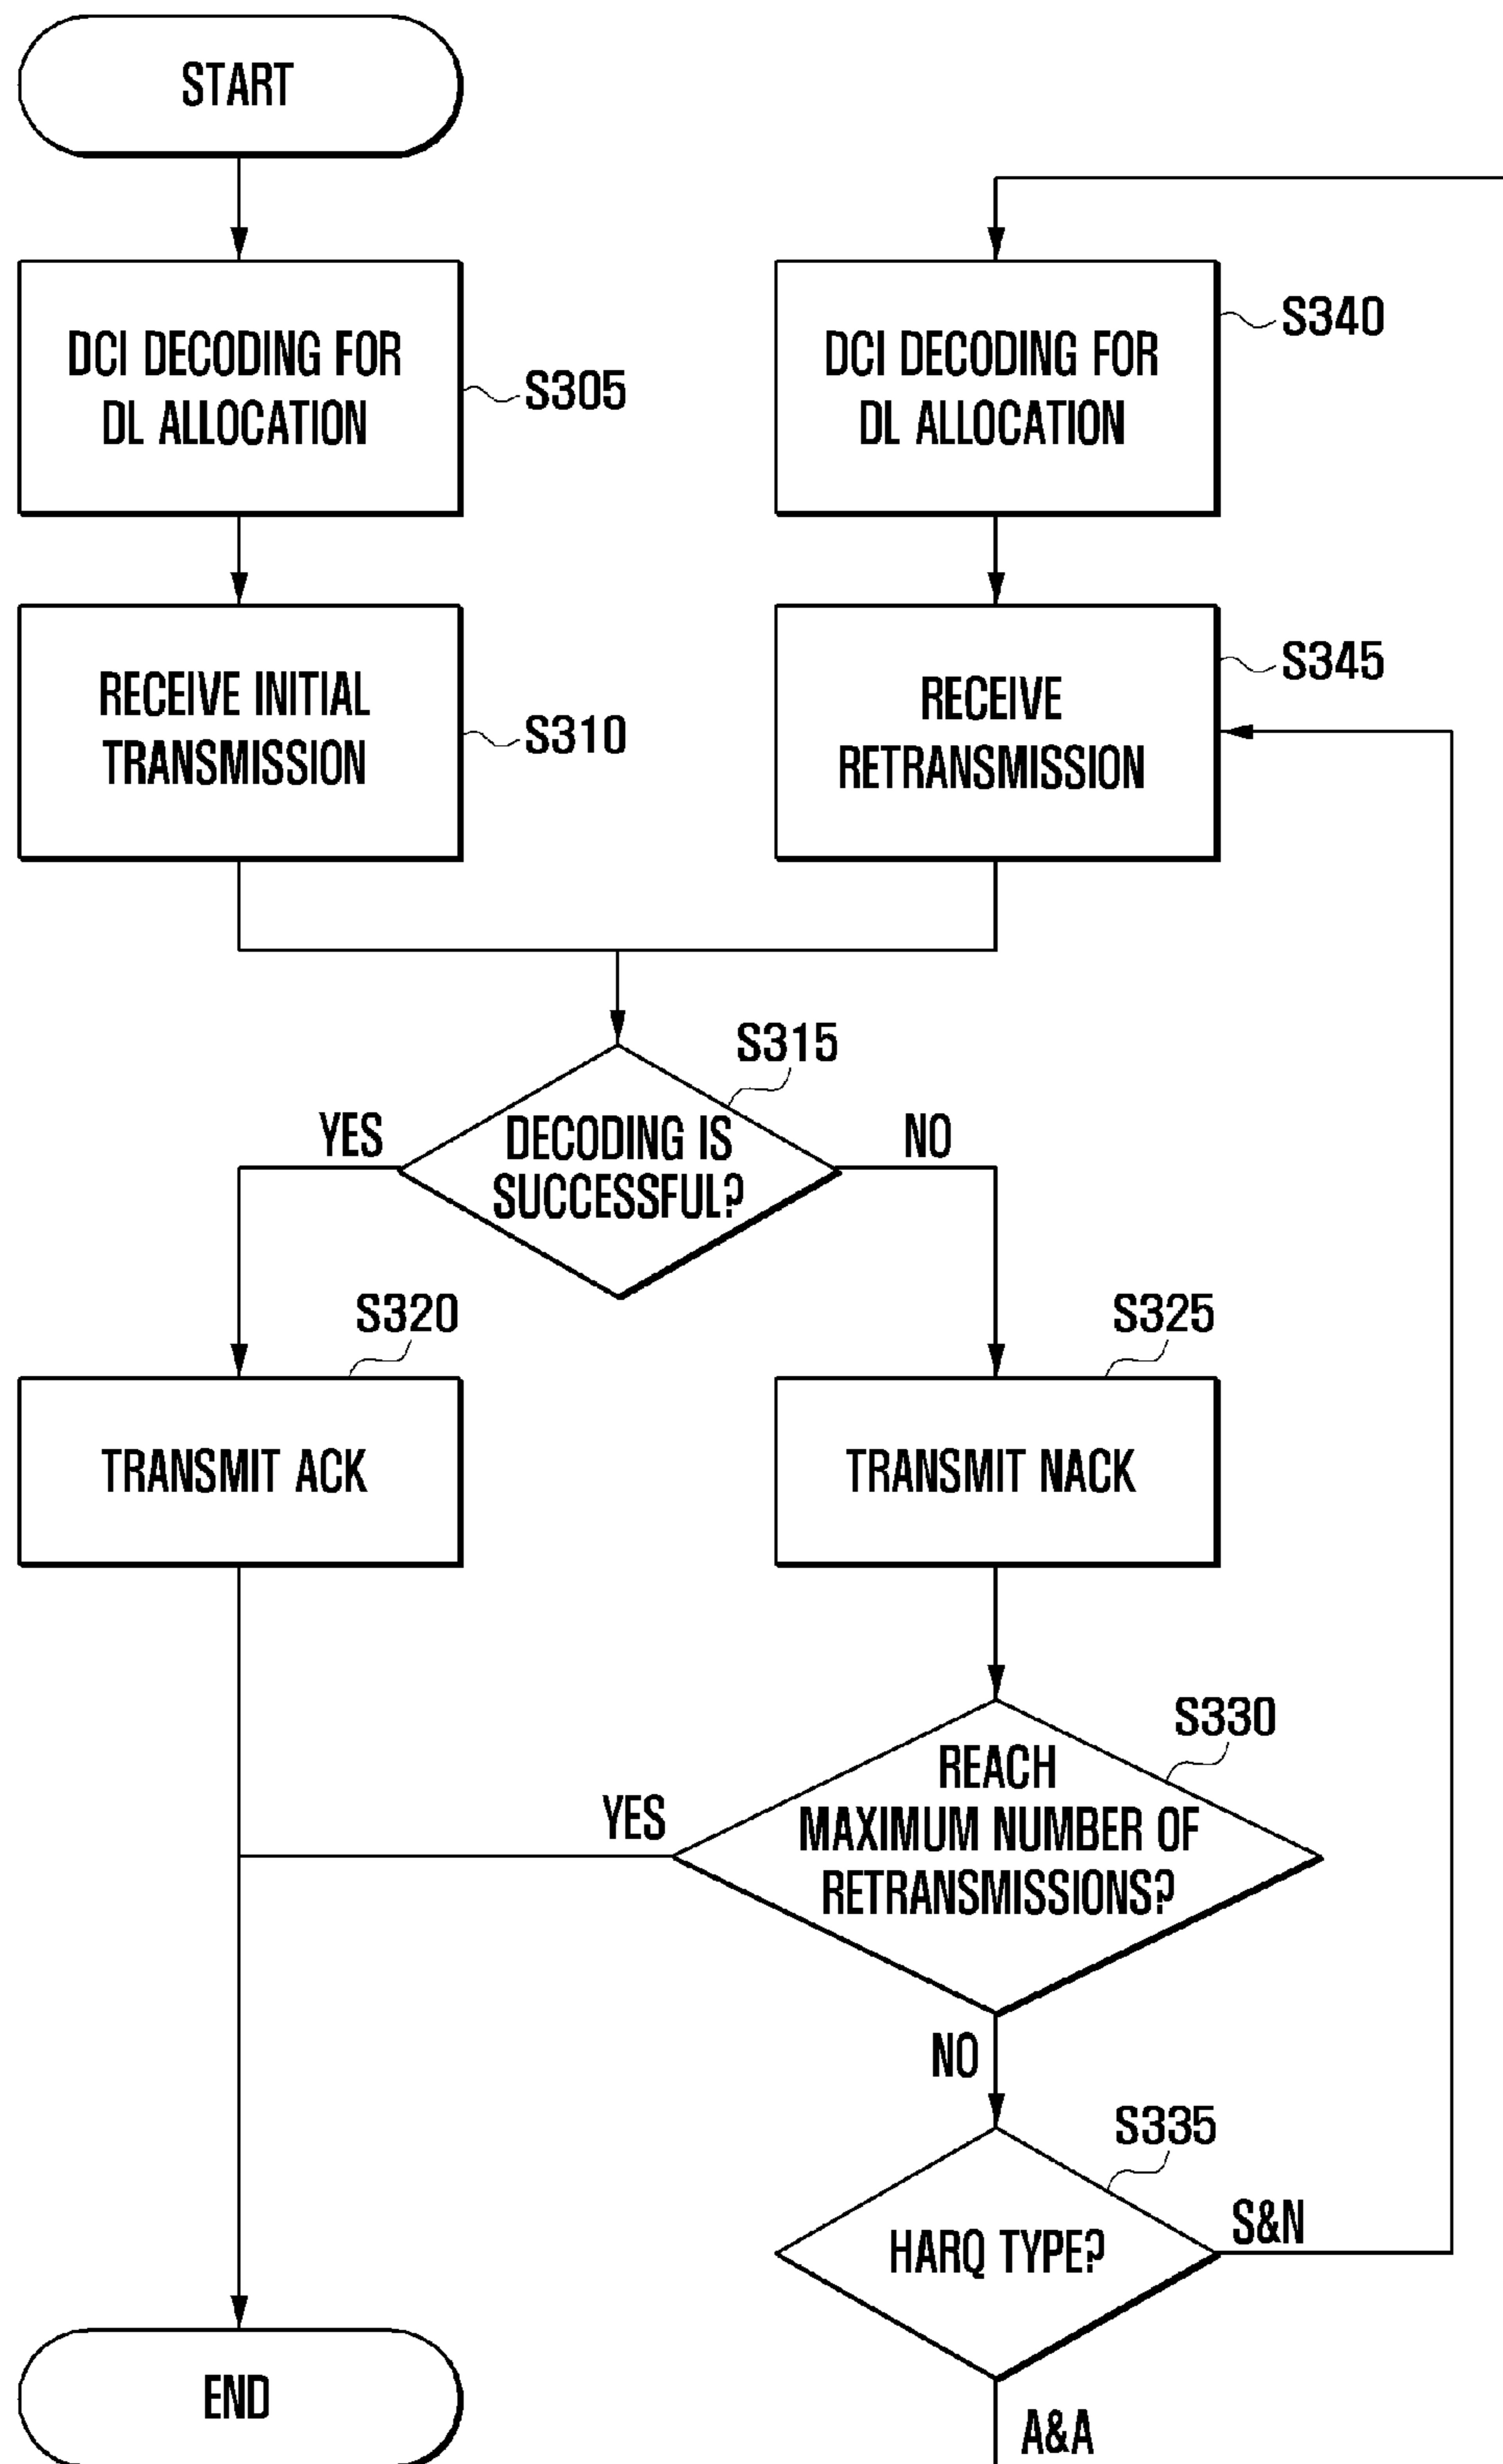 START
DCI DECODING FOR
DL ALLOCATION
S305
DCI DECODING FOR
DL ALLOCATION
S340
RECEIVE INITIAL
TRANSMISSION
S310
RECEIVE
RETRANSMISSION
S345
S315
YES
DECODING IS
SUCCESSFUL?
NO
S320
TRANSMIT ACK
S325
TRANSMIT NACK
S330
YES
REACH
MAXIMUM NUMBER OF
RETRANSMISSIONS?
NO
S335
HARQ TYPE?
S&N
END
A&A